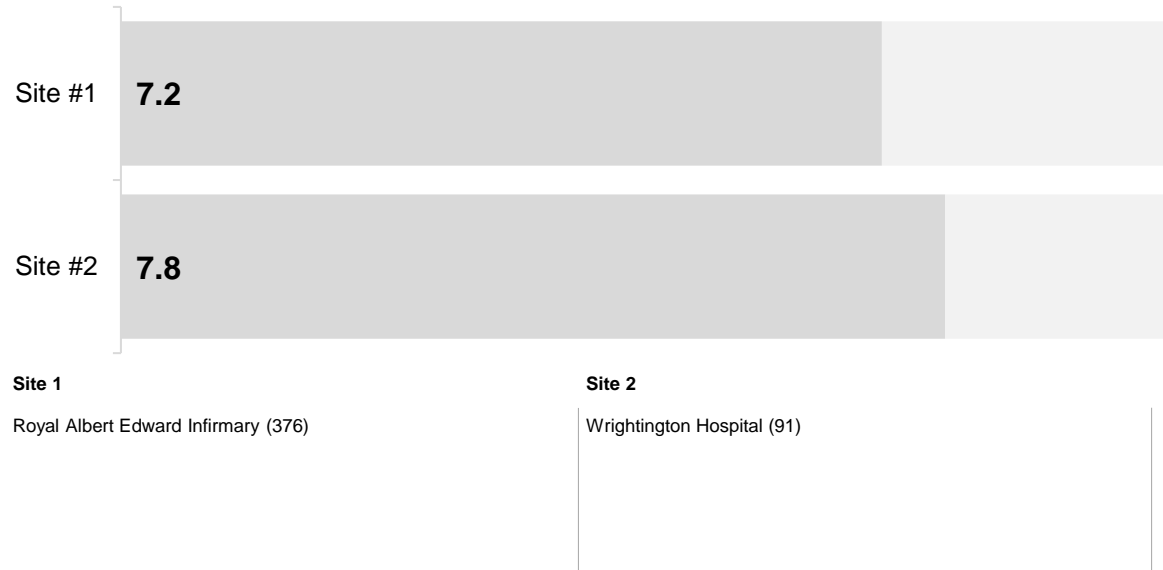 Site #1 7.2
Site #2 7.8
Site 1 Site 2
Royal Albert Edward Infirmary (376) Wrightington Hospital (91)